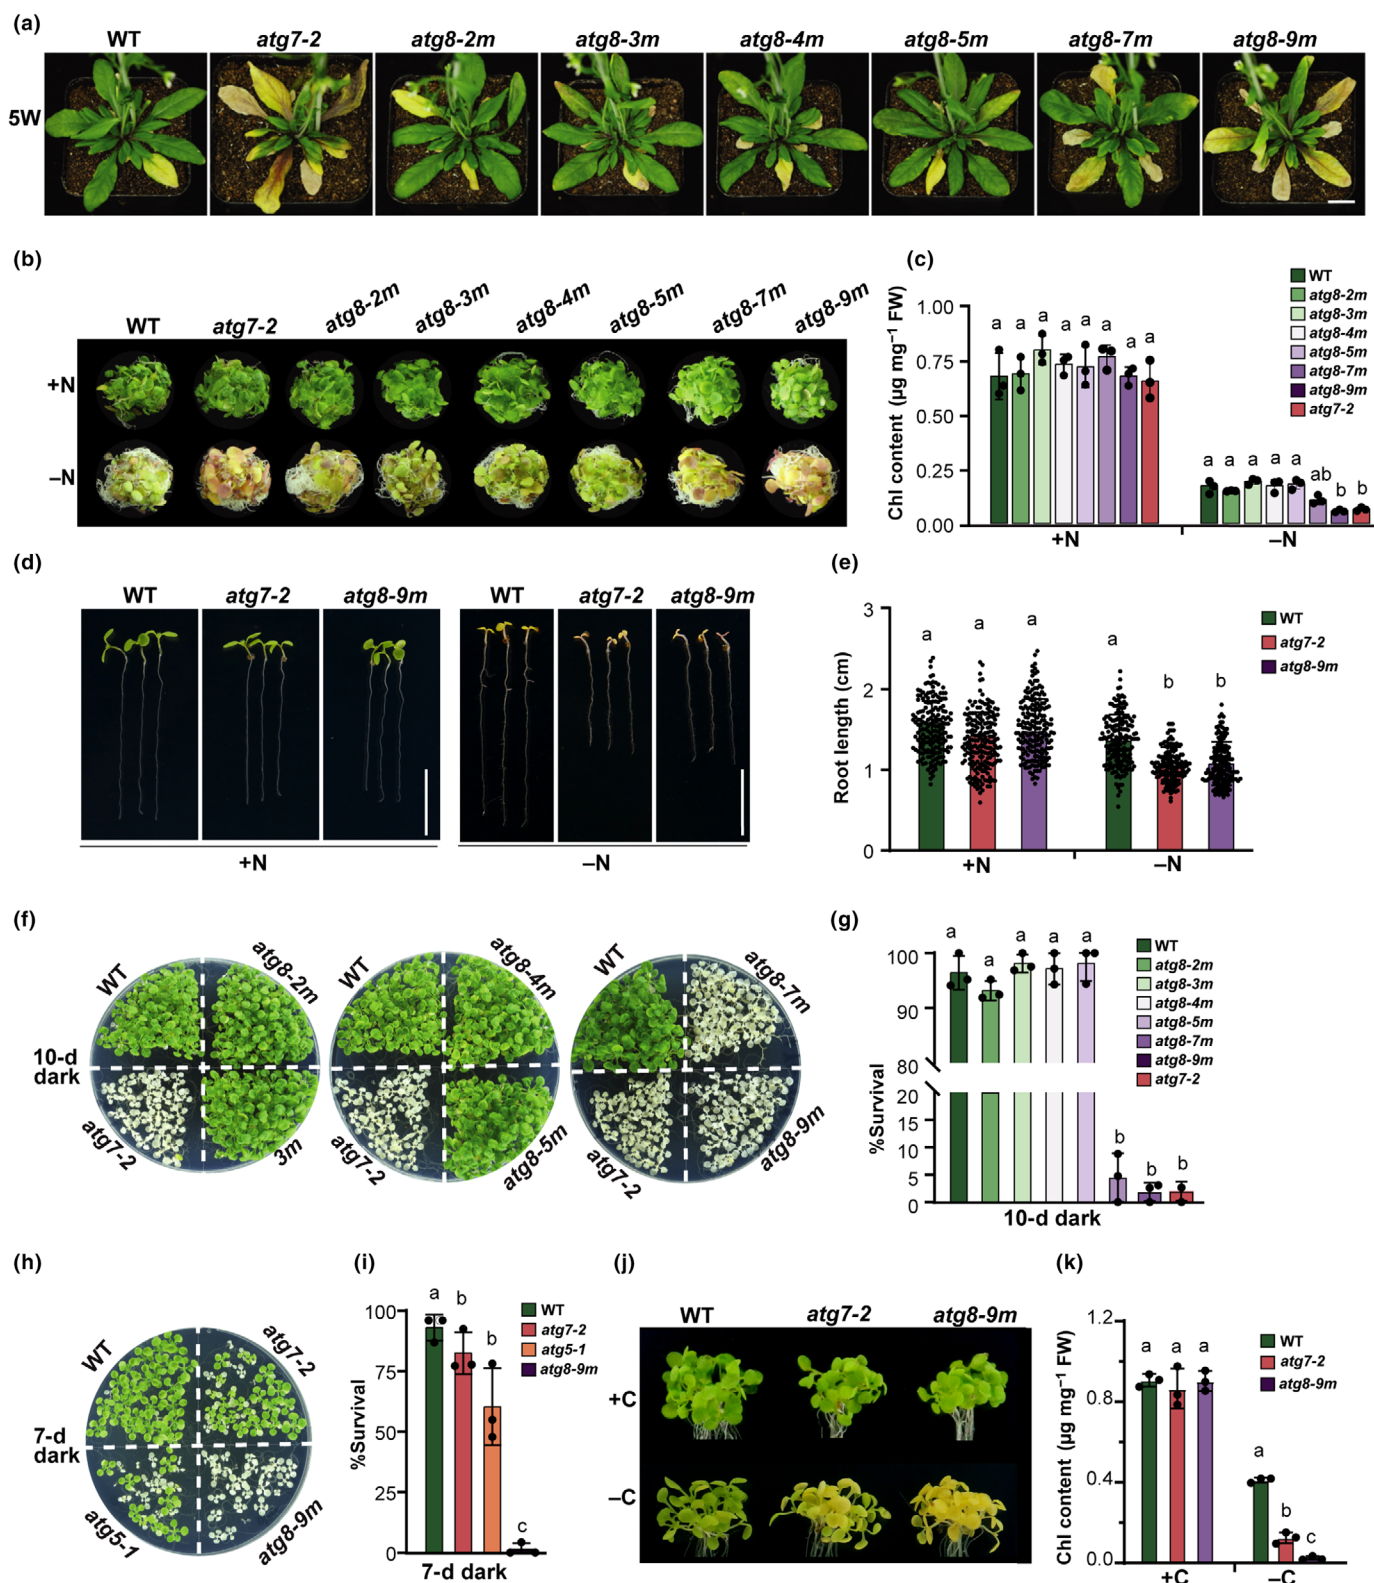 (a)
WT atg7-2 atg8-2m atg8-3m atg8-4m atg8-5m atg8-7m atg8-9m
5W
(b)
WT atg7-2 atg8-2m atg8-3m atg8-4m atg8-5m atg8-7m atg8-9m
+N
–N
(c)
WT
atg8-2m
atg8-3m
atg8-4m
atg8-5m
atg8-7m
atg8-9m
atg7-2
Chl content (µg mg⁻¹ FW)
1.00
0.75
0.50
0.25
0.00
a a a a a a a a
a a a a a ab b b
+N –N
(d)
WT atg7-2 atg8-9m WT atg7-2 atg8-9m
+N –N
(e)
WT
atg7-2
atg8-9m
Root length (cm)
3
2
1
0
a a a a b b
+N –N
(f)
WT atg8-2m WT atg8-4m WT atg8-7m
10-d
dark
atg7-2 3m atg7-2 atg8-5m atg7-2 atg8-9m
(g)
WT
atg8-2m
atg8-3m
atg8-4m
atg8-5m
atg8-7m
atg8-9m
atg7-2
%Survival
100
90
80
20
10
5
0
a a a a a b b b
10-d dark
(h)
WT atg7-2
7-d
dark
atg5-1 atg8-9m
(i)
WT
atg7-2
atg5-1
atg8-9m
%Survival
100
75
50
25
0
a b b c
7-d dark
(j)
WT atg7-2 atg8-9m
+C
–C
(k)
WT
atg7-2
atg8-9m
Chl content (µg mg⁻¹ FW)
1.2
0.8
0.4
0.0
a a a a b c
+C –C